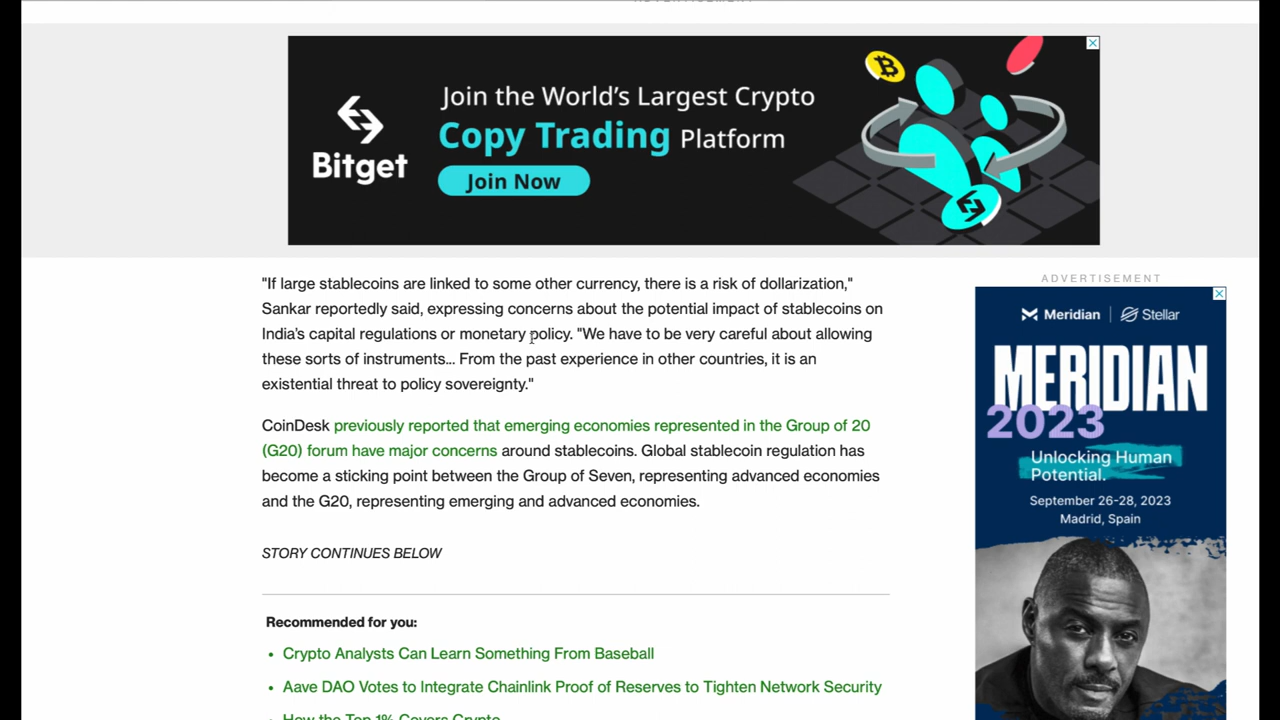 Join the World's Largest Crypto
Copy Trading Platform
Bitget
Join Now
"If large stablecoins are linked to some other currency, there is a risk of dollarization,"
Sankar reportedly said, expressing concerns about the potential impact of stablecoins on
India's capital regulations or monetary policy. "We have to be very careful about allowing
these sorts of instruments... From the past experience in other countries, it is an
existential threat to policy sovereignty."
CoinDesk previously reported that emerging economies represented in the Group of 20
(G20) forum have major concerns around stablecoins. Global stablecoin regulation has
become a sticking point between the Group of Seven, representing advanced economies
and the G20, representing emerging and advanced economies.
STORY CONTINUES BELOW
Recommended for you:
• Crypto Analysts Can Learn Something From Baseball
• Aave DAO Votes to Integrate Chainlink Proof of Reserves to Tighten Network Security
• How the Top 1% Covers Crypto
ADVERTISEMENT
Meridian | Stellar
MERIDIAN
2023
Unlocking Human
Potential.
September 26-28, 2023
Madrid, Spain